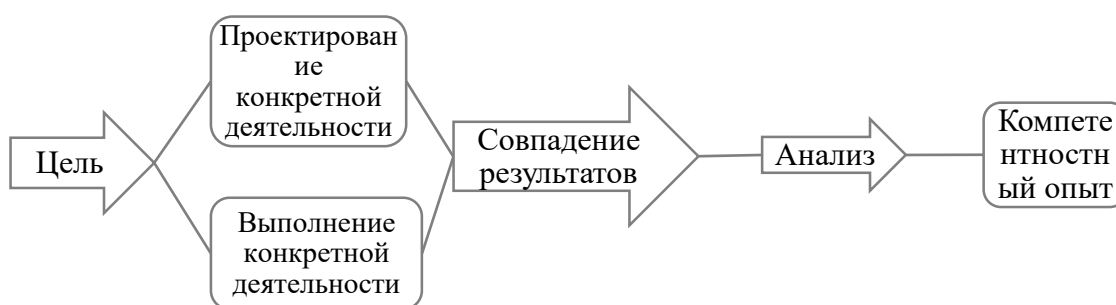 Цель
Проектирован
ие
конкретной
деятельности
Выполнение
конкретной
деятельности
Совпадение
результатов
Анализ
Компете
нтностн
ый опыт